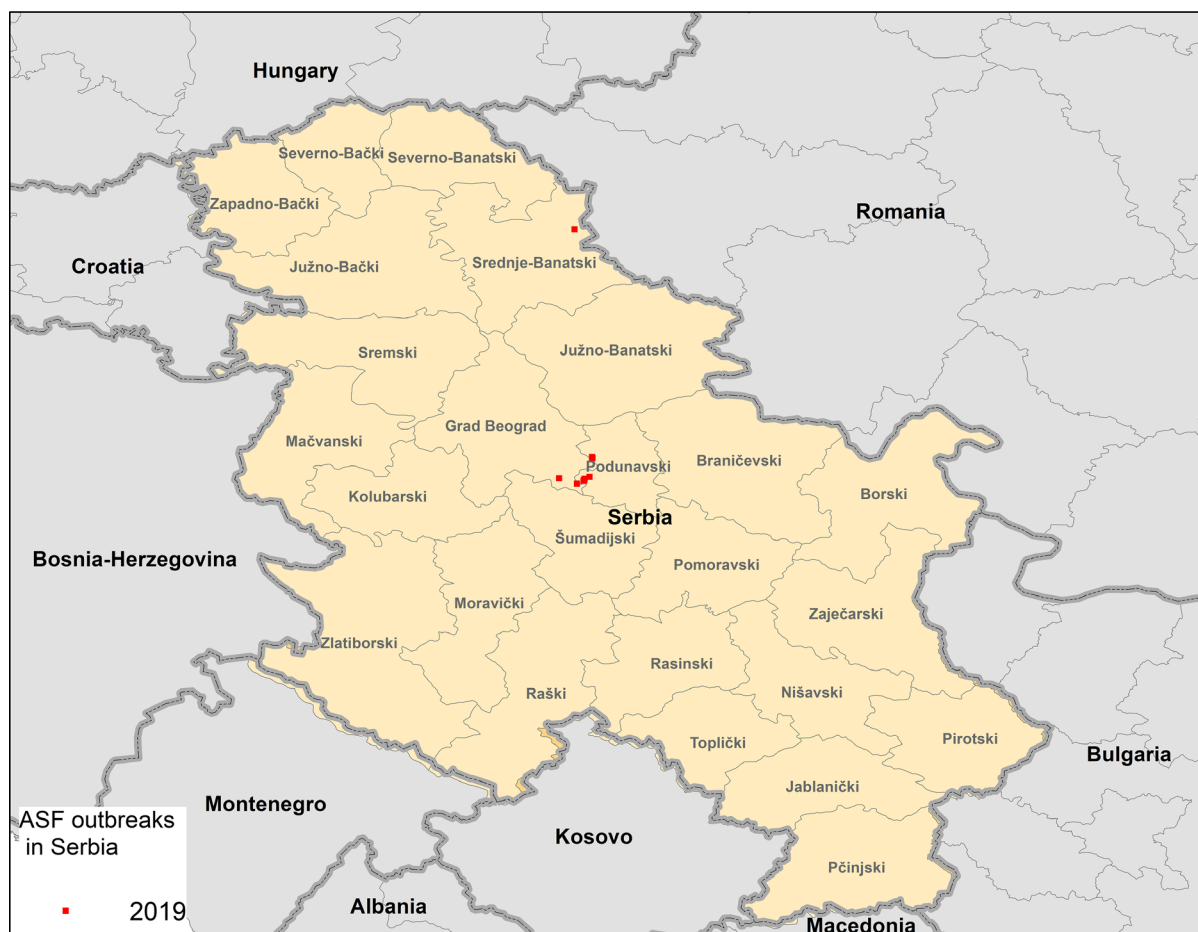 Hungary
Severno-Bački
Severno-Banatski
Zapadno-Bački
Romania
Croatia
Južno-Bački
Srednje-Banatski
Sremski
Južno-Banatski
Grad Beograd
Mačvanski
Podunavski
Braničevski
Kolubarski
Borski
Serbia
Šumadijski
Bosnia-Herzegovina
Pomoravski
Moravički
Zaječarski
Zlatiborski
Rasinski
Raški
Nišavski
Toplički
Pirotski
Bulgaria
Jablanički
Montenegro
Kosovo
Pčinjski
Albania
Macedonia
ASF outbreaks
in Serbia
2019